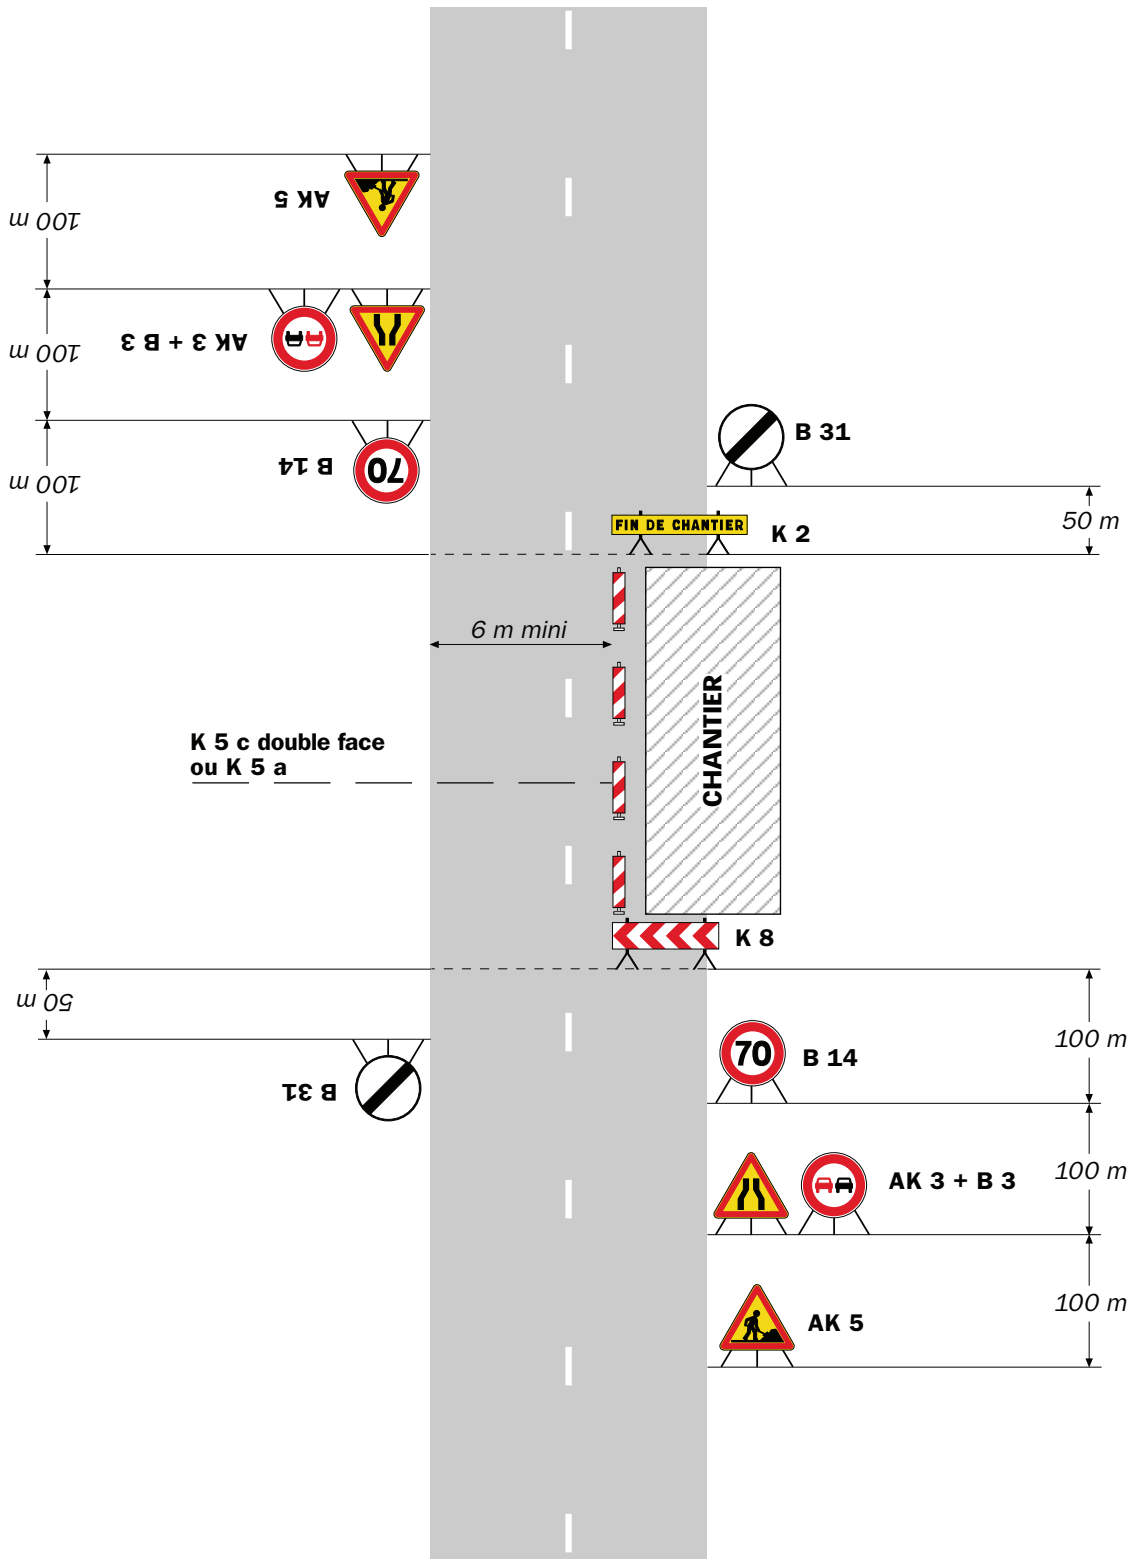 AK 5
100 m
AK 3 + B 3
100 m
B 14
70
100 m
B 31
FIN DE CHANTIER
K 2
50 m
6 m mini
CHANTIER
K 5 c double face
ou K 5 a
K 8
50 m
B 31
70
B 14
100 m
AK 3 + B 3
100 m
AK 5
100 m